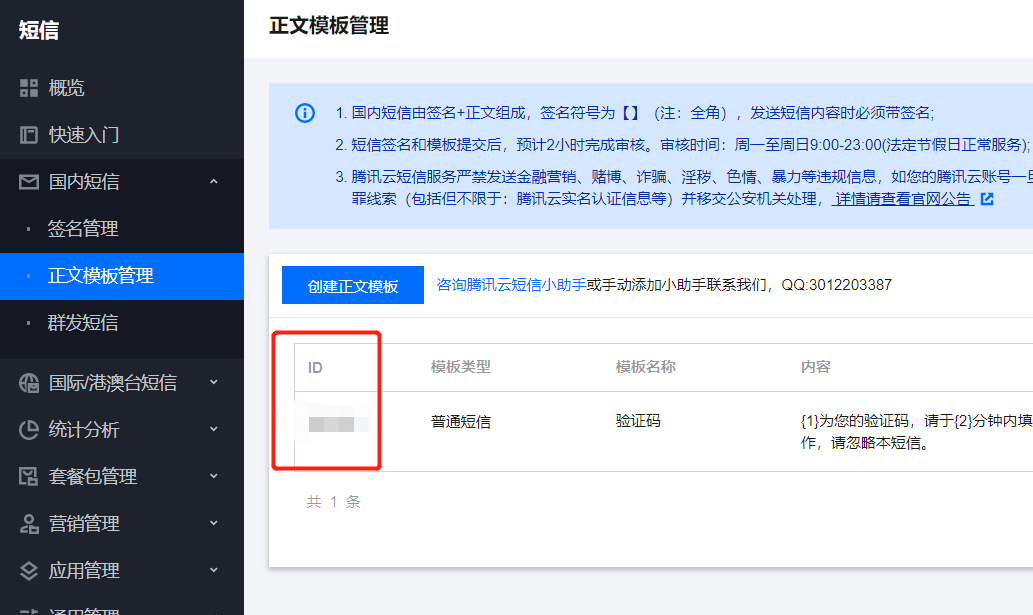 短信
概览
快速入门
国内短信
签名管理
正文模板管理
群发短信
国际/港澳台短信
统计分析
套餐包管理
营销管理
应用管理
通用管理
正文模板管理
1. 国内短信由签名+正文组成，签名符号为【】（注：全角），发送短信内容时必须带签名;
2. 短信签名和模板提交后，预计2小时完成审核。审核时间：周一至周日9:00-23:00(法定节假日正常服务);
3. 腾讯云短信服务严禁发送金融营销、赌博、诈骗、淫秽、色情、暴力等违规信息，如您的腾讯云账号一旦
罪线索（包括但不限于：腾讯云实名认证信息等）并移交公安机关处理，详情请查看官网公告
创建正文模板 咨询腾讯云短信小助手或手动添加小助手联系我们，QQ:3012203387
ID 模板类型 模板名称 内容
普通短信 验证码 {1}为您的验证码，请于{2}分钟内填
作，请忽略本短信。
共 1 条